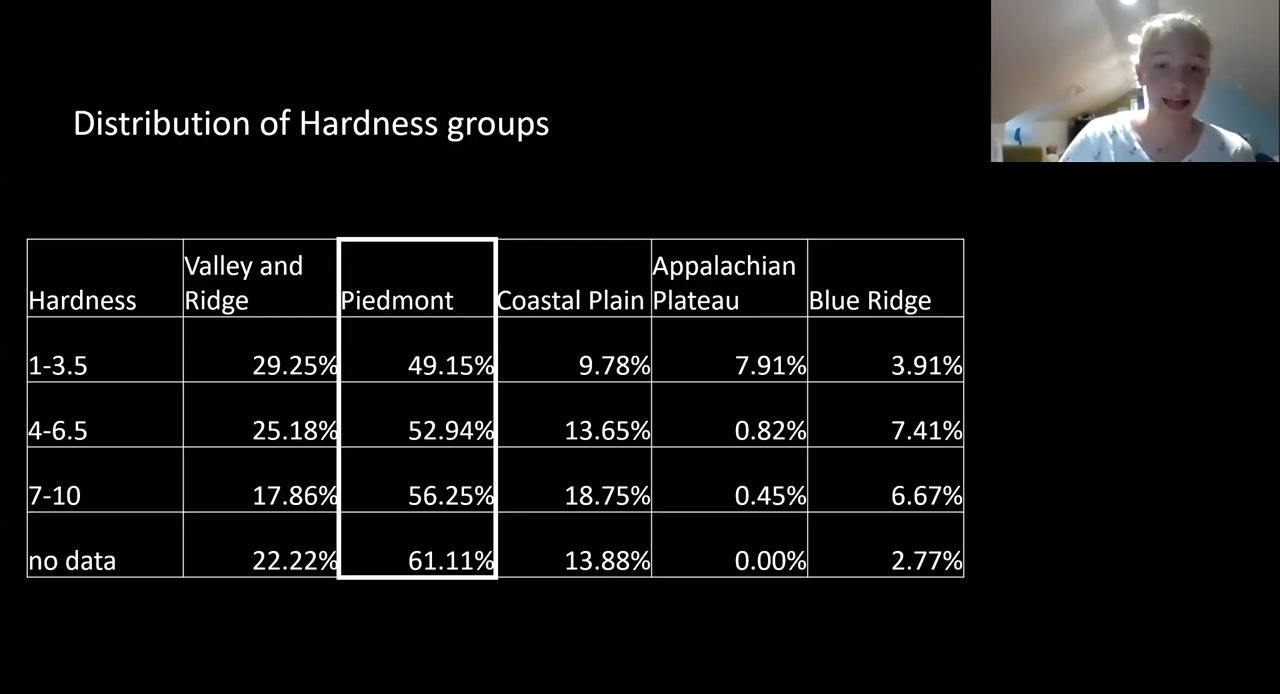 Distribution of Hardness groups
Hardness Valley and Ridge Piedmont Coastal Plain Appalachian Plateau Blue Ridge
1-3.5 29.25% 49.15% 9.78% 7.91% 3.91%
4-6.5 25.18% 52.94% 13.65% 0.82% 7.41%
7-10 17.86% 56.25% 18.75% 0.45% 6.67%
no data 22.22% 61.11% 13.88% 0.00% 2.77%